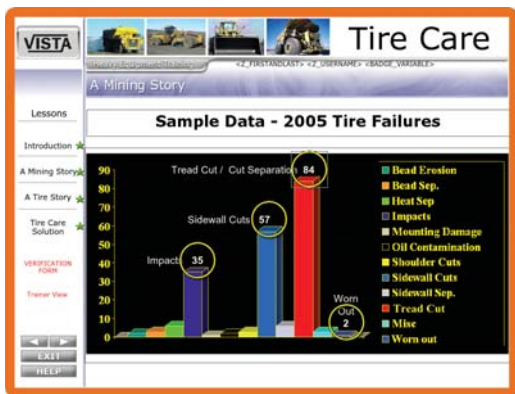 VISTA
Tire Care
Heavy Equipment Training
<Z_FIRSTANDLAST> <Z_USERNAME> <BADGE_VARIABLE>
A Mining Story
Lessons
Introduction
A Mining Story
A Tire Story
Tire Care
Solution
VERIFICATION
FORM
Trainer View
EXIT
HELP
Sample Data - 2005 Tire Failures
90
80
70
60
50
40
30
20
10
0
Tread Cut / Cut Separation 84
Sidewall Cuts 57
Impacts 35
Worn
Out
2
Bead Erosion
Bead Sep.
Heat Sep
Impacts
Mounting Damage
Oil Contamination
Shoulder Cuts
Sidewall Cuts
Sidewall Sep.
Tread Cut
Misc
Worn out